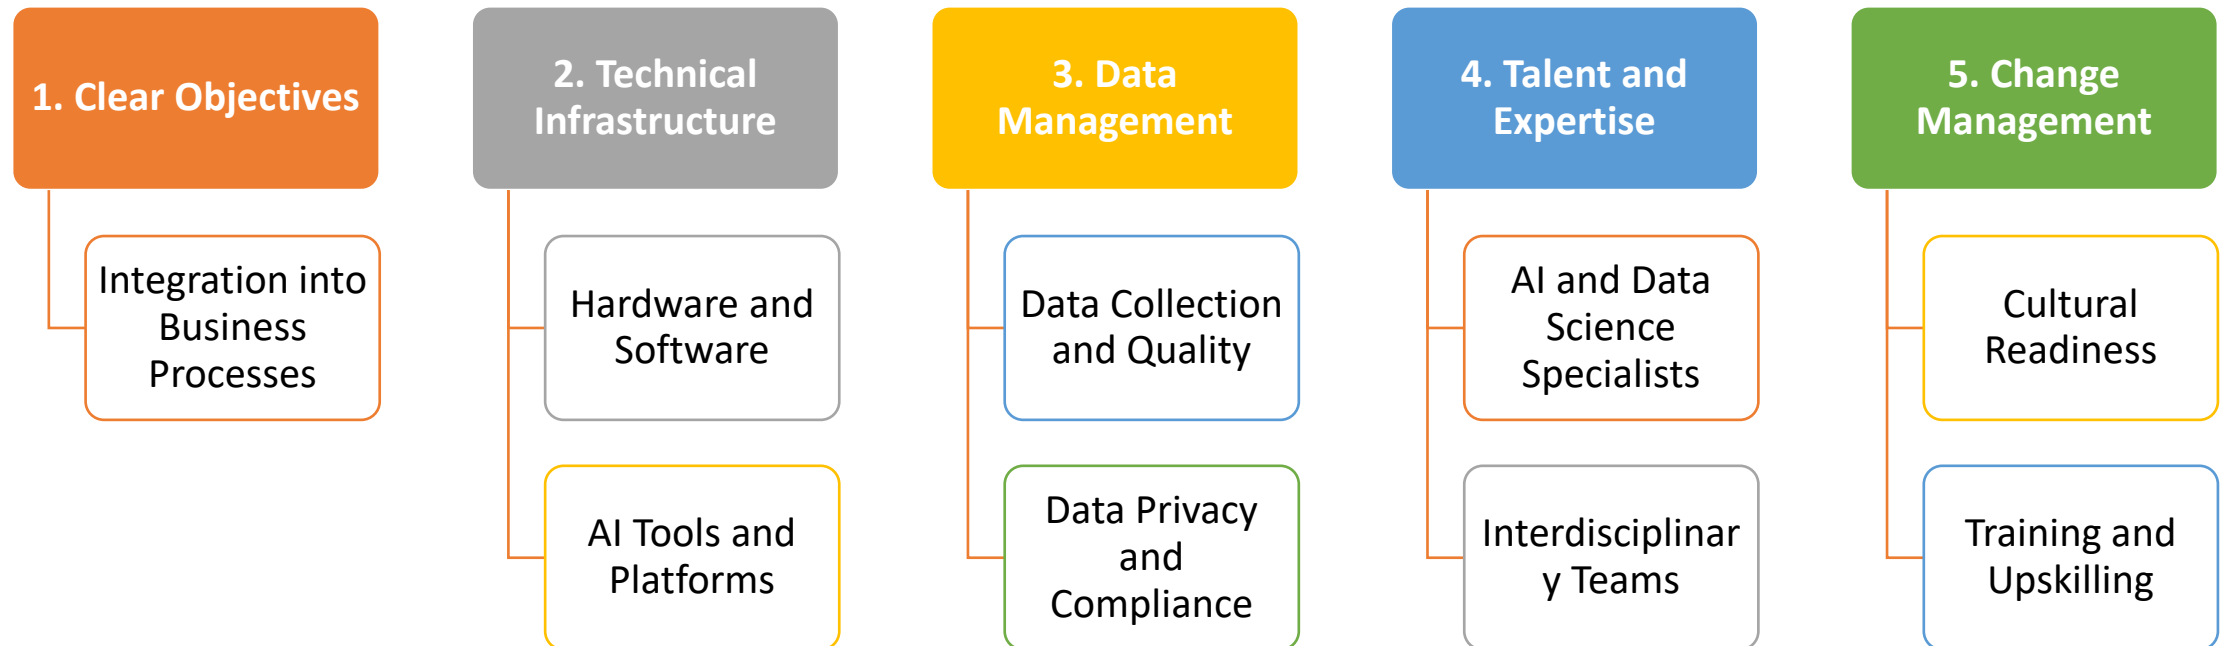 1. Clear Objectives
Integration into
Business
Processes
2. Technical
Infrastructure
Hardware and
Software
AI Tools and
Platforms
3. Data
Management
Data Collection
and Quality
Data Privacy
and
Compliance
4. Talent and
Expertise
AI and Data
Science
Specialists
Interdisciplinar
y Teams
5. Change
Management
Cultural
Readiness
Training and
Upskilling